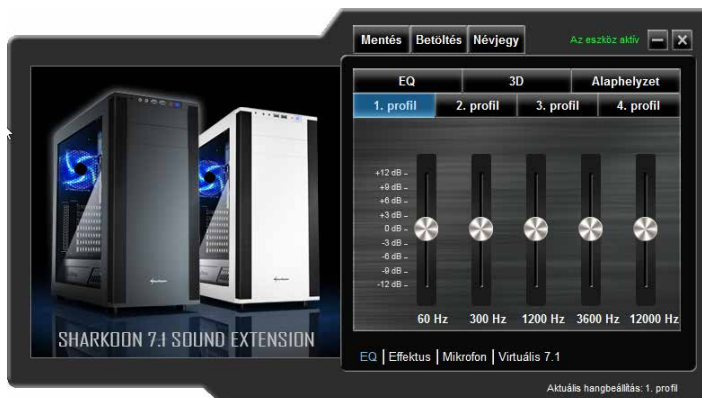 Mentés Betöltés Névjegy Az eszköz aktív
EQ 3D Alaphelyzet
1. profil 2. profil 3. profil 4. profil
+12 dB
+9 dB
+6 dB
+3 dB
0 dB
-3 dB
-6 dB
-9 dB
-12 dB
60 Hz 300 Hz 1200 Hz 3600 Hz 12000 Hz
SHARKOON 7.1 SOUND EXTENSION
EQ | Effektus | Mikrofon | Virtuális 7.1
Aktuális hangbeállítás: 1. profil